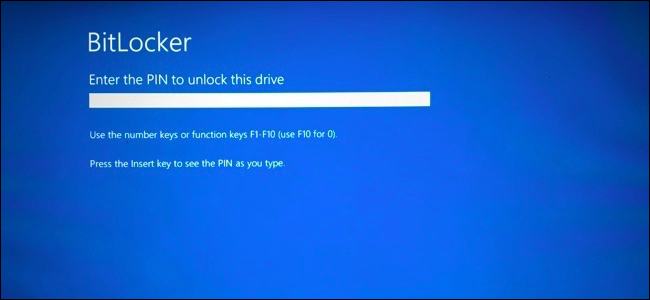 BitLocker
Enter the PIN to unlock this drive
Use the number keys or function keys F1-F10 (use F10 for 0).
Press the Insert key to see the PIN as you type.